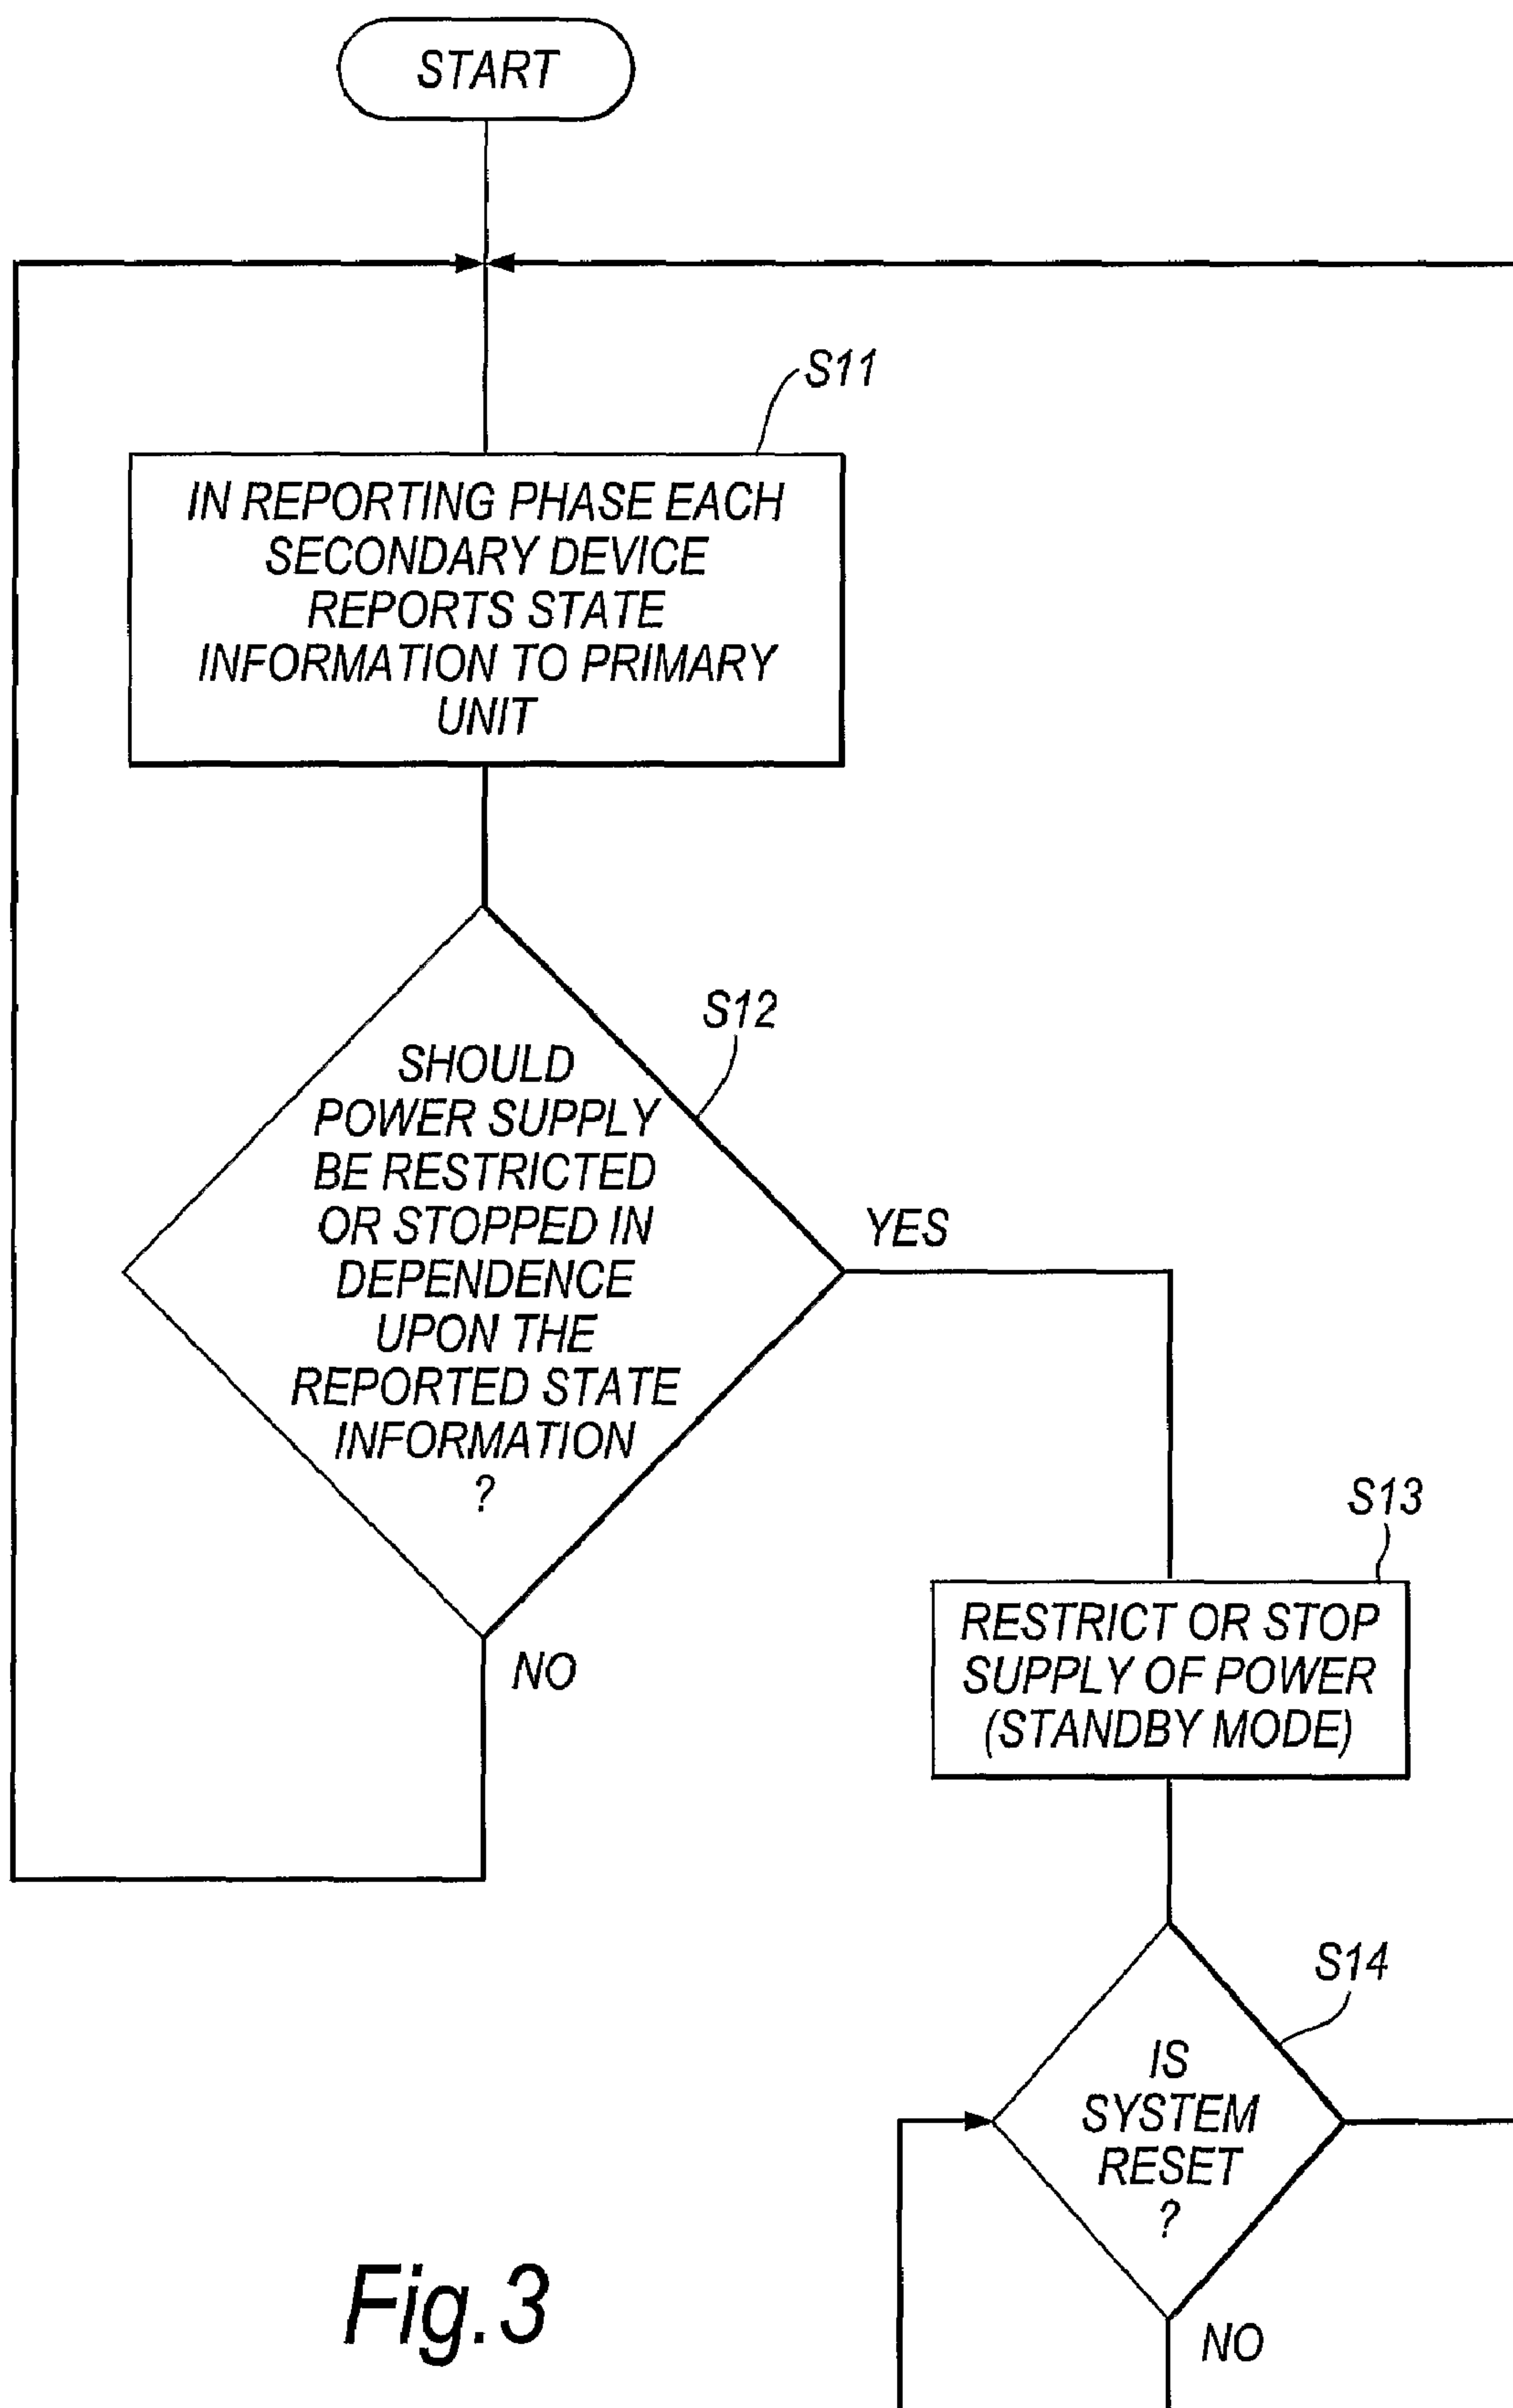 START
S11
IN REPORTING PHASE EACH
SECONDARY DEVICE
REPORTS STATE
INFORMATION TO PRIMARY
UNIT
S12
SHOULD
POWER SUPPLY
BE RESTRICTED
OR STOPPED IN
DEPENDENCE
UPON THE
REPORTED STATE
INFORMATION
?
YES
NO
S13
RESTRICT OR STOP
SUPPLY OF POWER
(STANDBY MODE)
S14
IS
SYSTEM
RESET
?
NO
Fig.3